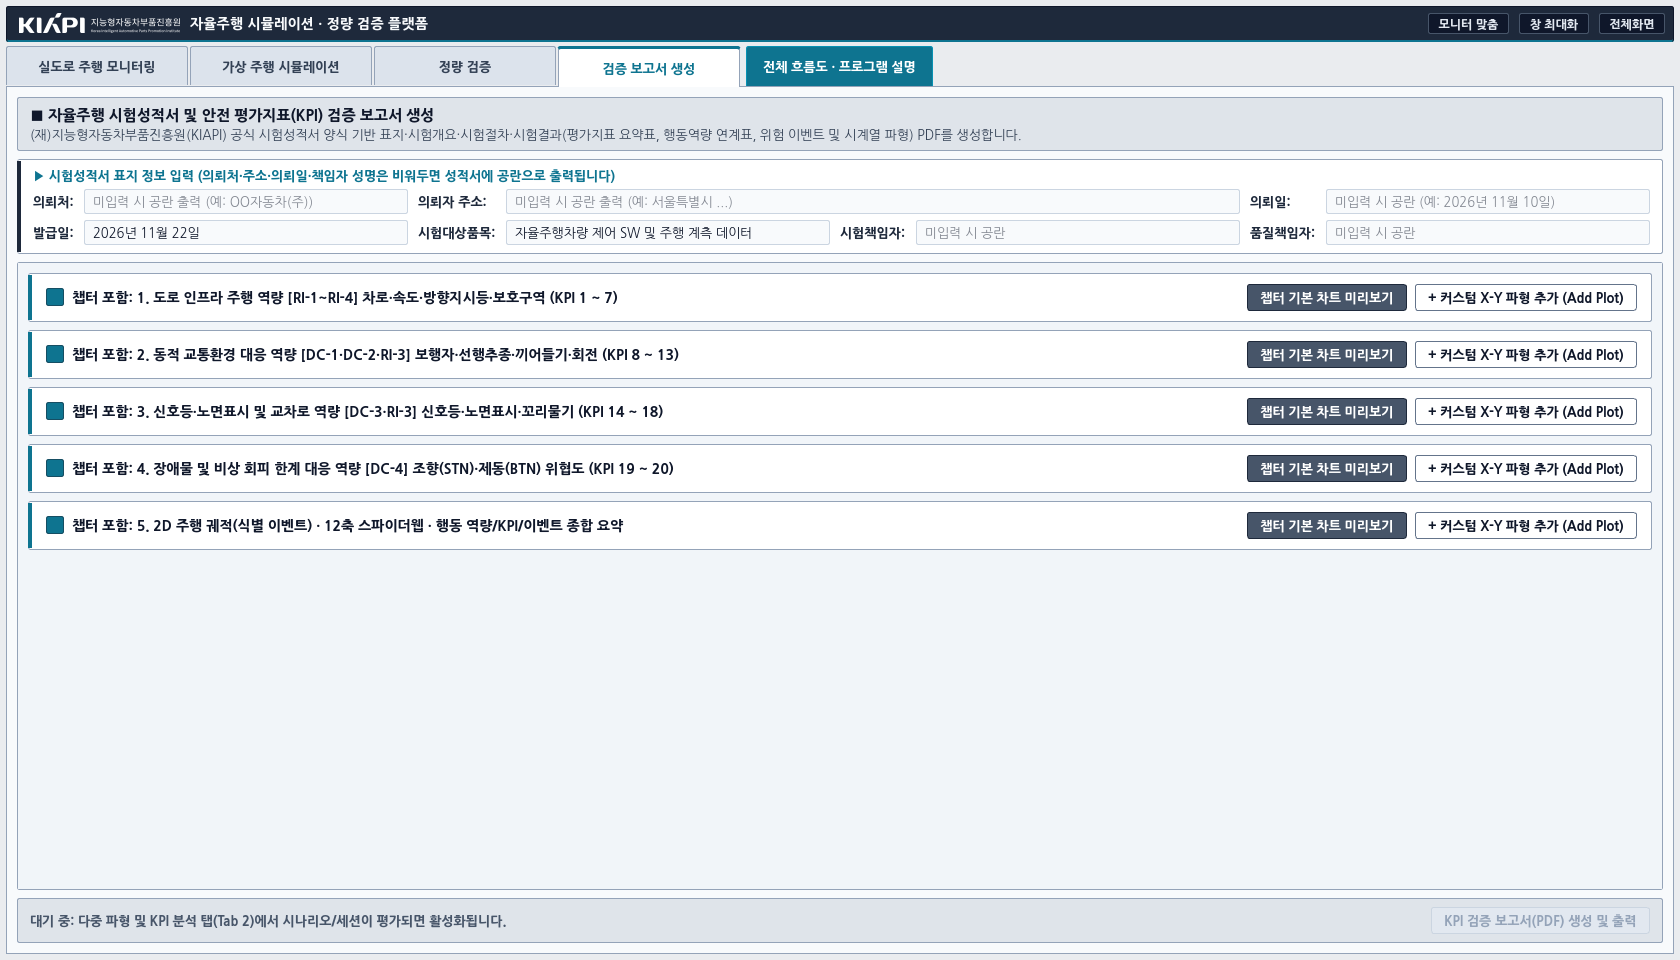 KIAPI 지능형자동차부품진흥원 자율주행 시뮬레이션 · 정량 검증 플랫폼
Korea Intelligent Automotive Parts Promotion Institute
모니터 맞춤 창 최대화 전체화면
실도로 주행 모니터링 가상 주행 시뮬레이션 정량 검증 검증 보고서 생성 전체 흐름도 · 프로그램 설명
■ 자율주행 시험성적서 및 안전 평가지표(KPI) 검증 보고서 생성
(재)지능형자동차부품진흥원(KIAPI) 공식 시험성적서 양식 기반 표지·시험개요·시험절차·시험결과(평가지표 요약표, 행동역량 연계표, 위험 이벤트 및 시계열 파형) PDF를 생성합니다.
▶ 시험성적서 표지 정보 입력 (의뢰처·주소·의뢰일·책임자 성명은 비워두면 성적서에 공란으로 출력됩니다)
의뢰처: 미입력 시 공란 출력 (예: OO자동차(주)) 의뢰자 주소: 미입력 시 공란 출력 (예: 서울특별시 ...) 의뢰일: 미입력 시 공란 (예: 2026년 11월 10일)
발급일: 2026년 11월 22일 시험대상품목: 자율주행차량 제어 SW 및 주행 계측 데이터 시험책임자: 미입력 시 공란 품질책임자: 미입력 시 공란
챕터 포함: 1. 도로 인프라 주행 역량 [RI-1~RI-4] 차로·속도·방향지시등·보호구역 (KPI 1 ~ 7) 챕터 기본 차트 미리보기 + 커스텀 X-Y 파형 추가 (Add Plot)
챕터 포함: 2. 동적 교통환경 대응 역량 [DC-1·DC-2·RI-3] 보행자·선행추종·끼어들기·회전 (KPI 8 ~ 13) 챕터 기본 차트 미리보기 + 커스텀 X-Y 파형 추가 (Add Plot)
챕터 포함: 3. 신호등·노면표시 및 교차로 역량 [DC-3·RI-3] 신호등·노면표시·꼬리물기 (KPI 14 ~ 18) 챕터 기본 차트 미리보기 + 커스텀 X-Y 파형 추가 (Add Plot)
챕터 포함: 4. 장애물 및 비상 회피 한계 대응 역량 [DC-4] 조향(STN)·제동(BTN) 위협도 (KPI 19 ~ 20) 챕터 기본 차트 미리보기 + 커스텀 X-Y 파형 추가 (Add Plot)
챕터 포함: 5. 2D 주행 궤적(식별 이벤트) · 12축 스파이더웹 · 행동 역량/KPI/이벤트 종합 요약 챕터 기본 차트 미리보기 + 커스텀 X-Y 파형 추가 (Add Plot)
대기 중: 다중 파형 및 KPI 분석 탭(Tab 2)에서 시나리오/세션이 평가되면 활성화됩니다. KPI 검증 보고서(PDF) 생성 및 출력